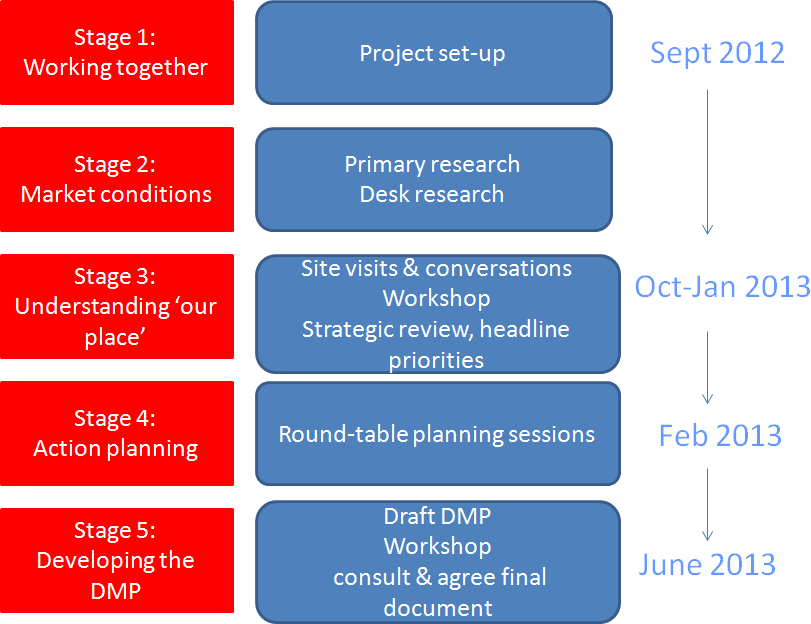 Stage 1:
Working together
Project set-up
Sept 2012
Stage 2:
Market conditions
Primary research
Desk research
Stage 3:
Understanding ‘our
place’
Site visits & conversations
Workshop
Strategic review, headline
priorities
Oct-Jan 2013
Stage 4:
Action planning
Round-table planning sessions
Feb 2013
Stage 5:
Developing the
DMP
Draft DMP
Workshop
consult & agree final
document
June 2013